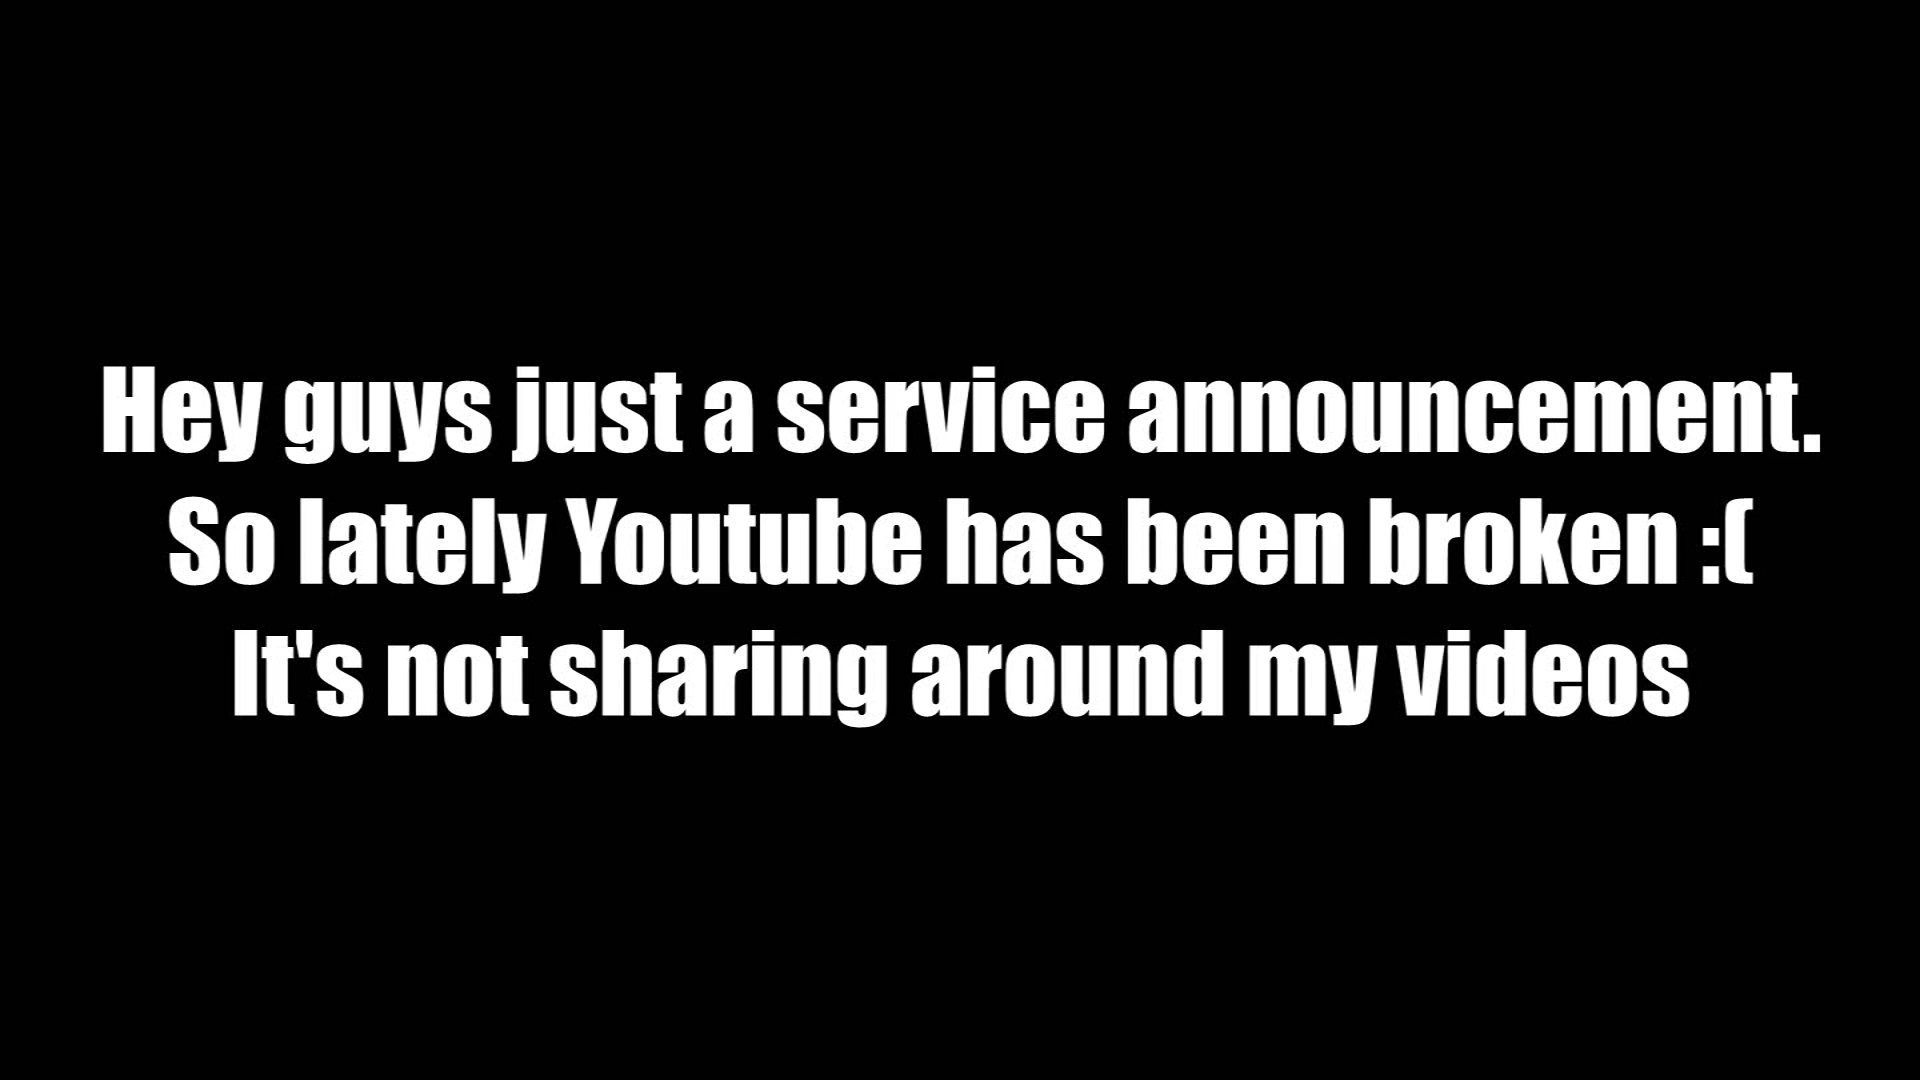 Hey guys just a service announcement.
So lately Youtube has been broken :(
It's not sharing around my videos